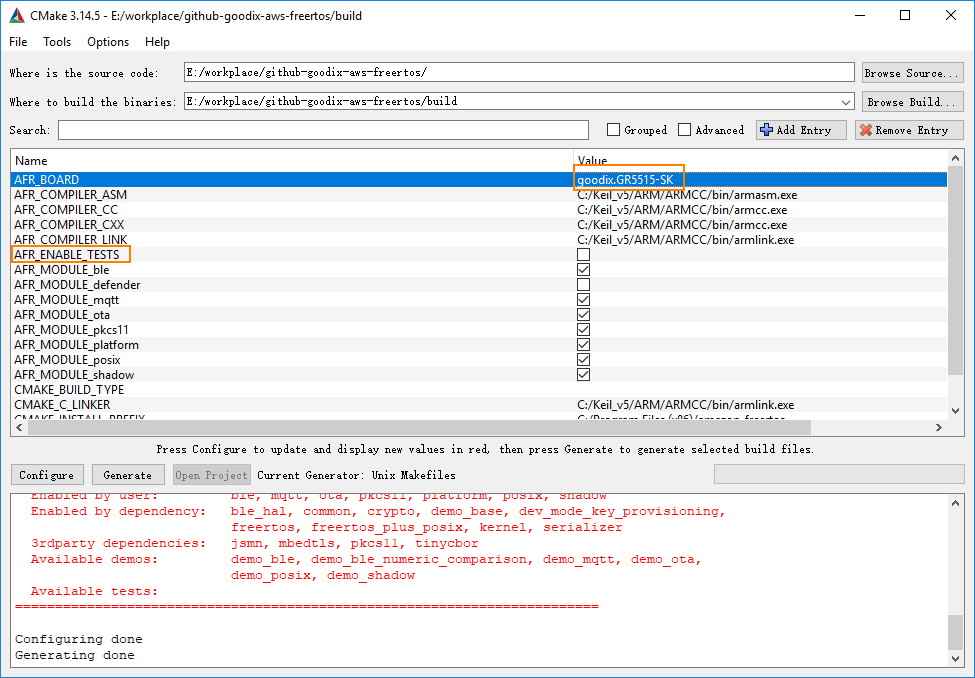 CMake 3.14.5 - E:/workplace/github-goodix-aws-freertos/build
File Tools Options Help
Where is the source code: E:/workplace/github-goodix-aws-freertos/ Browse Source...
Where to build the binaries: E:/workplace/github-goodix-aws-freertos/build Browse Build...
Search: Grouped Advanced Add Entry Remove Entry
Name Value
AFR_BOARD goodix.GR5515-SK
AFR_COMPILER_ASM C:/Keil_v5/ARM/ARMCC/bin/armasm.exe
AFR_COMPILER_CC C:/Keil_v5/ARM/ARMCC/bin/armcc.exe
AFR_COMPILER_CXX C:/Keil_v5/ARM/ARMCC/bin/armcc.exe
AFR_COMPILER_LINK C:/Keil_v5/ARM/ARMCC/bin/armlink.exe
AFR_ENABLE_TESTS
AFR_MODULE_ble
AFR_MODULE_defender
AFR_MODULE_mqtt
AFR_MODULE_ota
AFR_MODULE_pkcs11
AFR_MODULE_platform
AFR_MODULE_posix
AFR_MODULE_shadow
CMAKE_BUILD_TYPE
CMAKE_C_LINKER C:/Keil_v5/ARM/ARMCC/bin/armlink.exe
CMAKE_INSTALL_PREFIX C:/Program Files (x86)/amazon-freertos
Press Configure to update and display new values in red, then press Generate to generate selected build files.
Configure Generate Open Project Current Generator: Unix Makefiles
Enabled by user: ble, mqtt, ota, pkcs11, platform, posix, shadow
Enabled by dependency: ble_hal, common, crypto, demo_base, dev_mode_key_provisioning,
freertos, freertos_plus_posix, kernel, serializer
3rdparty dependencies: jsmn, mbedtls, pkcs11, tinycbor
Available demos: demo_ble, demo_ble_numeric_comparison, demo_mqtt, demo_ota,
demo_posix, demo_shadow
Available tests:
=========================================================================
Configuring done
Generating done